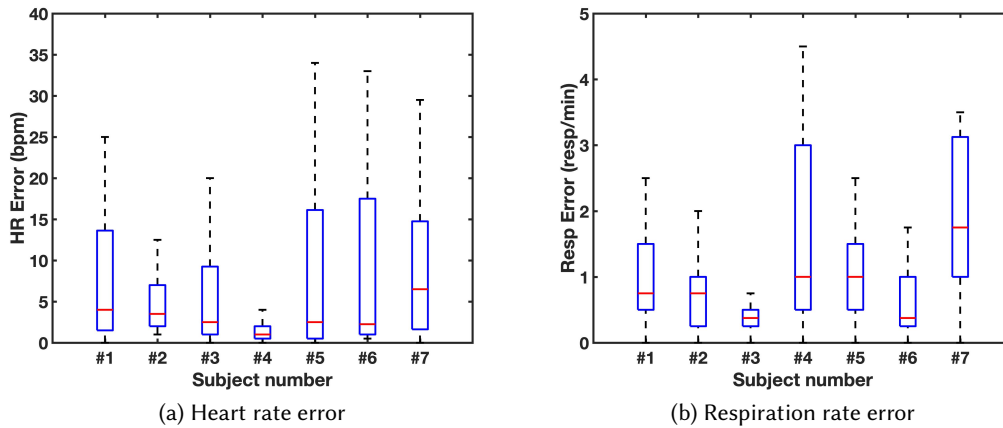 40
35
30
25
20
15
10
5
0
HR Error (bpm)
#1 #2 #3 #4 #5 #6 #7
Subject number
(a) Heart rate error
5
4
3
2
1
0
Resp Error (resp/min)
#1 #2 #3 #4 #5 #6 #7
Subject number
(b) Respiration rate error